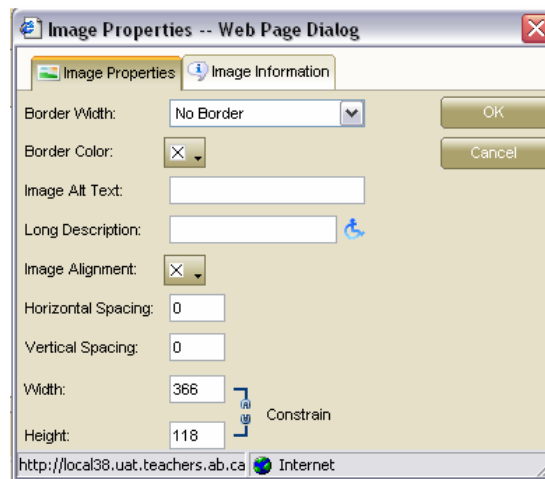 Image Properties -- Web Page Dialog
Image Properties Image Information
Border Width: No Border OK
Border Color: Cancel
Image Alt Text:
Long Description:
Image Alignment:
Horizontal Spacing: 0
Vertical Spacing: 0
Width: 366
Constrain
Height: 118
http://local38.uat.teachers.ab.ca Internet